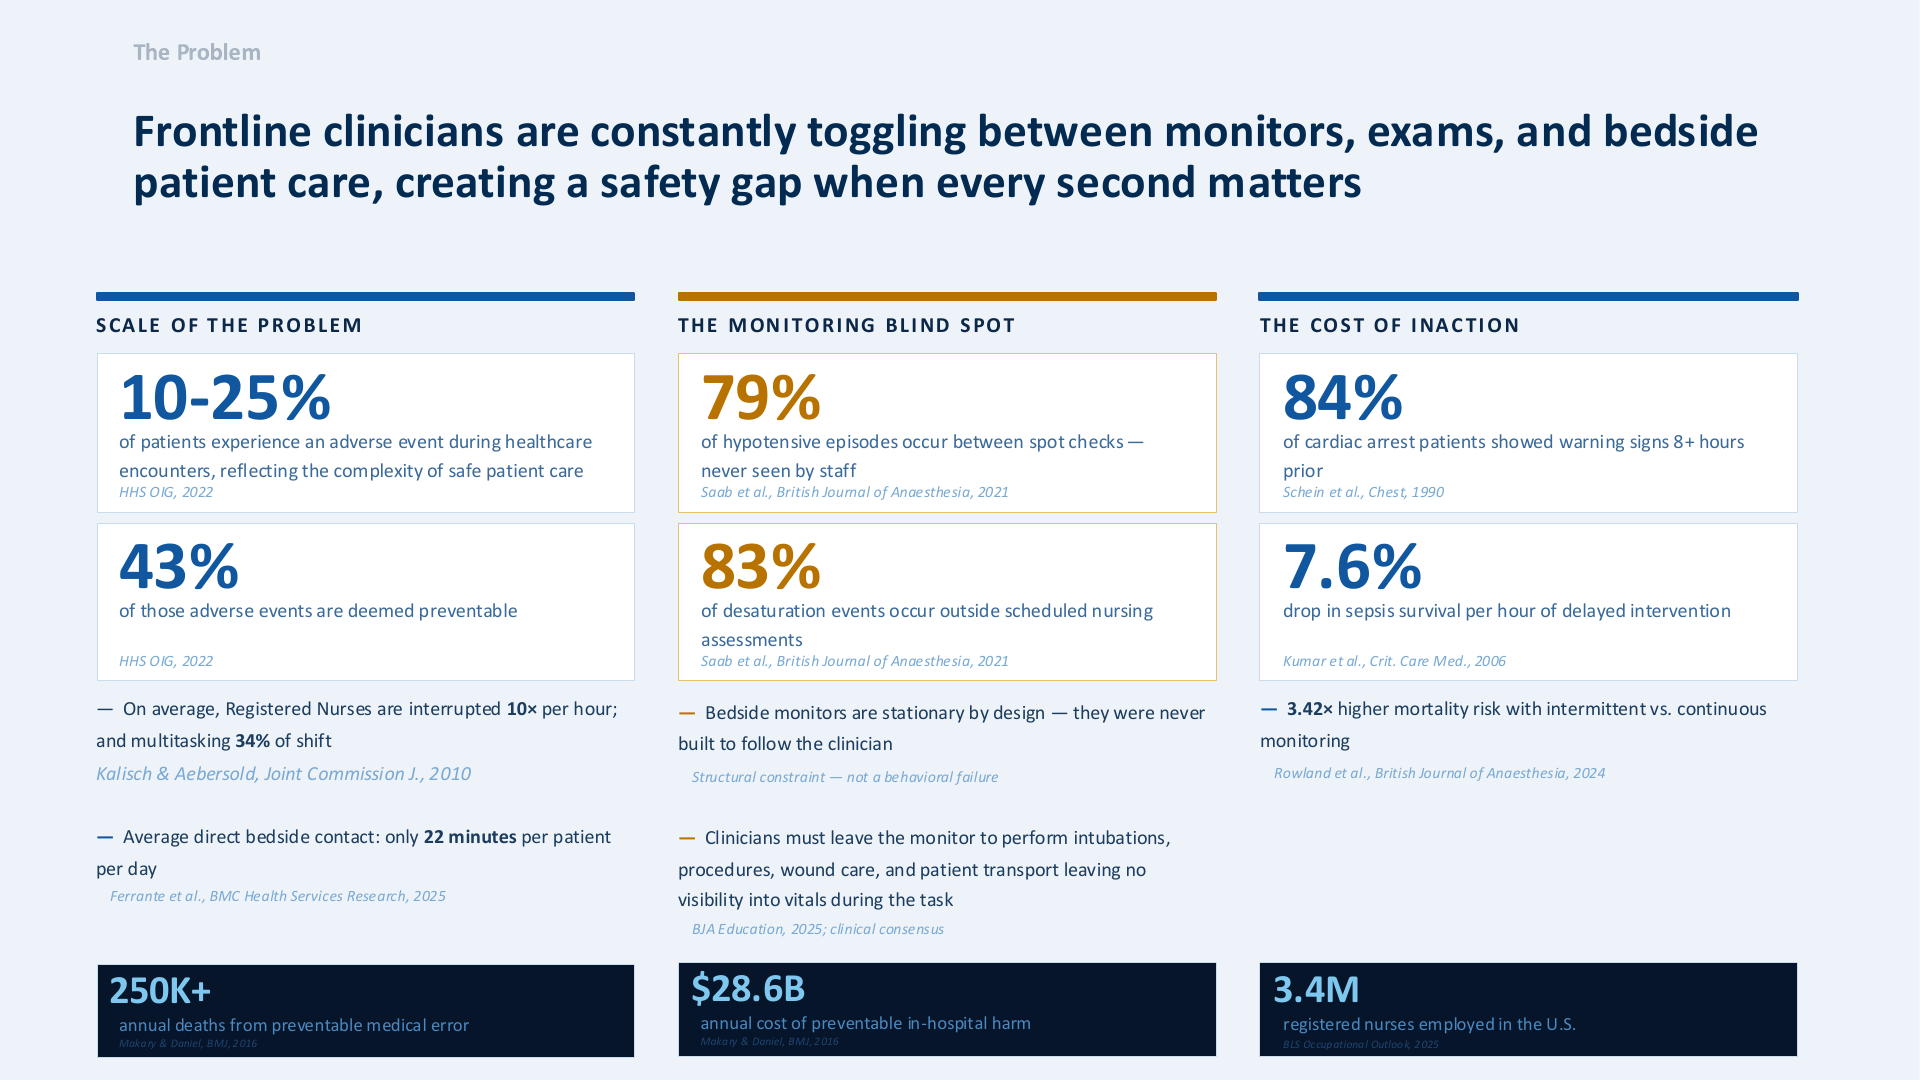 The Problem
Frontline clinicians are constantly toggling between monitors, exams, and bedside
patient care, creating a safety gap when every second matters
SCALE OF THE PROBLEM
10-25%
of patients experience an adverse event during healthcare
encounters, reflecting the complexity of safe patient care
HHS OIG, 2022
43%
of those adverse events are deemed preventable
HHS OIG, 2022
— On average, Registered Nurses are interrupted 10× per hour;
and multitasking 34% of shift
Kalisch & Aebersold, Joint Commission J., 2010
— Average direct bedside contact: only 22 minutes per patient
per day
Ferrante et al., BMC Health Services Research, 2025
250K+
annual deaths from preventable medical error
Makary & Daniel, BMJ, 2016
THE MONITORING BLIND SPOT
79%
of hypotensive episodes occur between spot checks —
never seen by staff
Saab et al., British Journal of Anaesthesia, 2021
83%
of desaturation events occur outside scheduled nursing
assessments
Saab et al., British Journal of Anaesthesia, 2021
— Bedside monitors are stationary by design — they were never
built to follow the clinician
Structural constraint — not a behavioral failure
— Clinicians must leave the monitor to perform intubations,
procedures, wound care, and patient transport leaving no
visibility into vitals during the task
BJA Education, 2025; clinical consensus
$28.6B
annual cost of preventable in-hospital harm
Makary & Daniel, BMJ, 2016
THE COST OF INACTION
84%
of cardiac arrest patients showed warning signs 8+ hours
prior
Schein et al., Chest, 1990
7.6%
drop in sepsis survival per hour of delayed intervention
Kumar et al., Crit. Care Med., 2006
— 3.42× higher mortality risk with intermittent vs. continuous
monitoring
Rowland et al., British Journal of Anaesthesia, 2024
3.4M
registered nurses employed in the U.S.
BLS Occupational Outlook, 2025